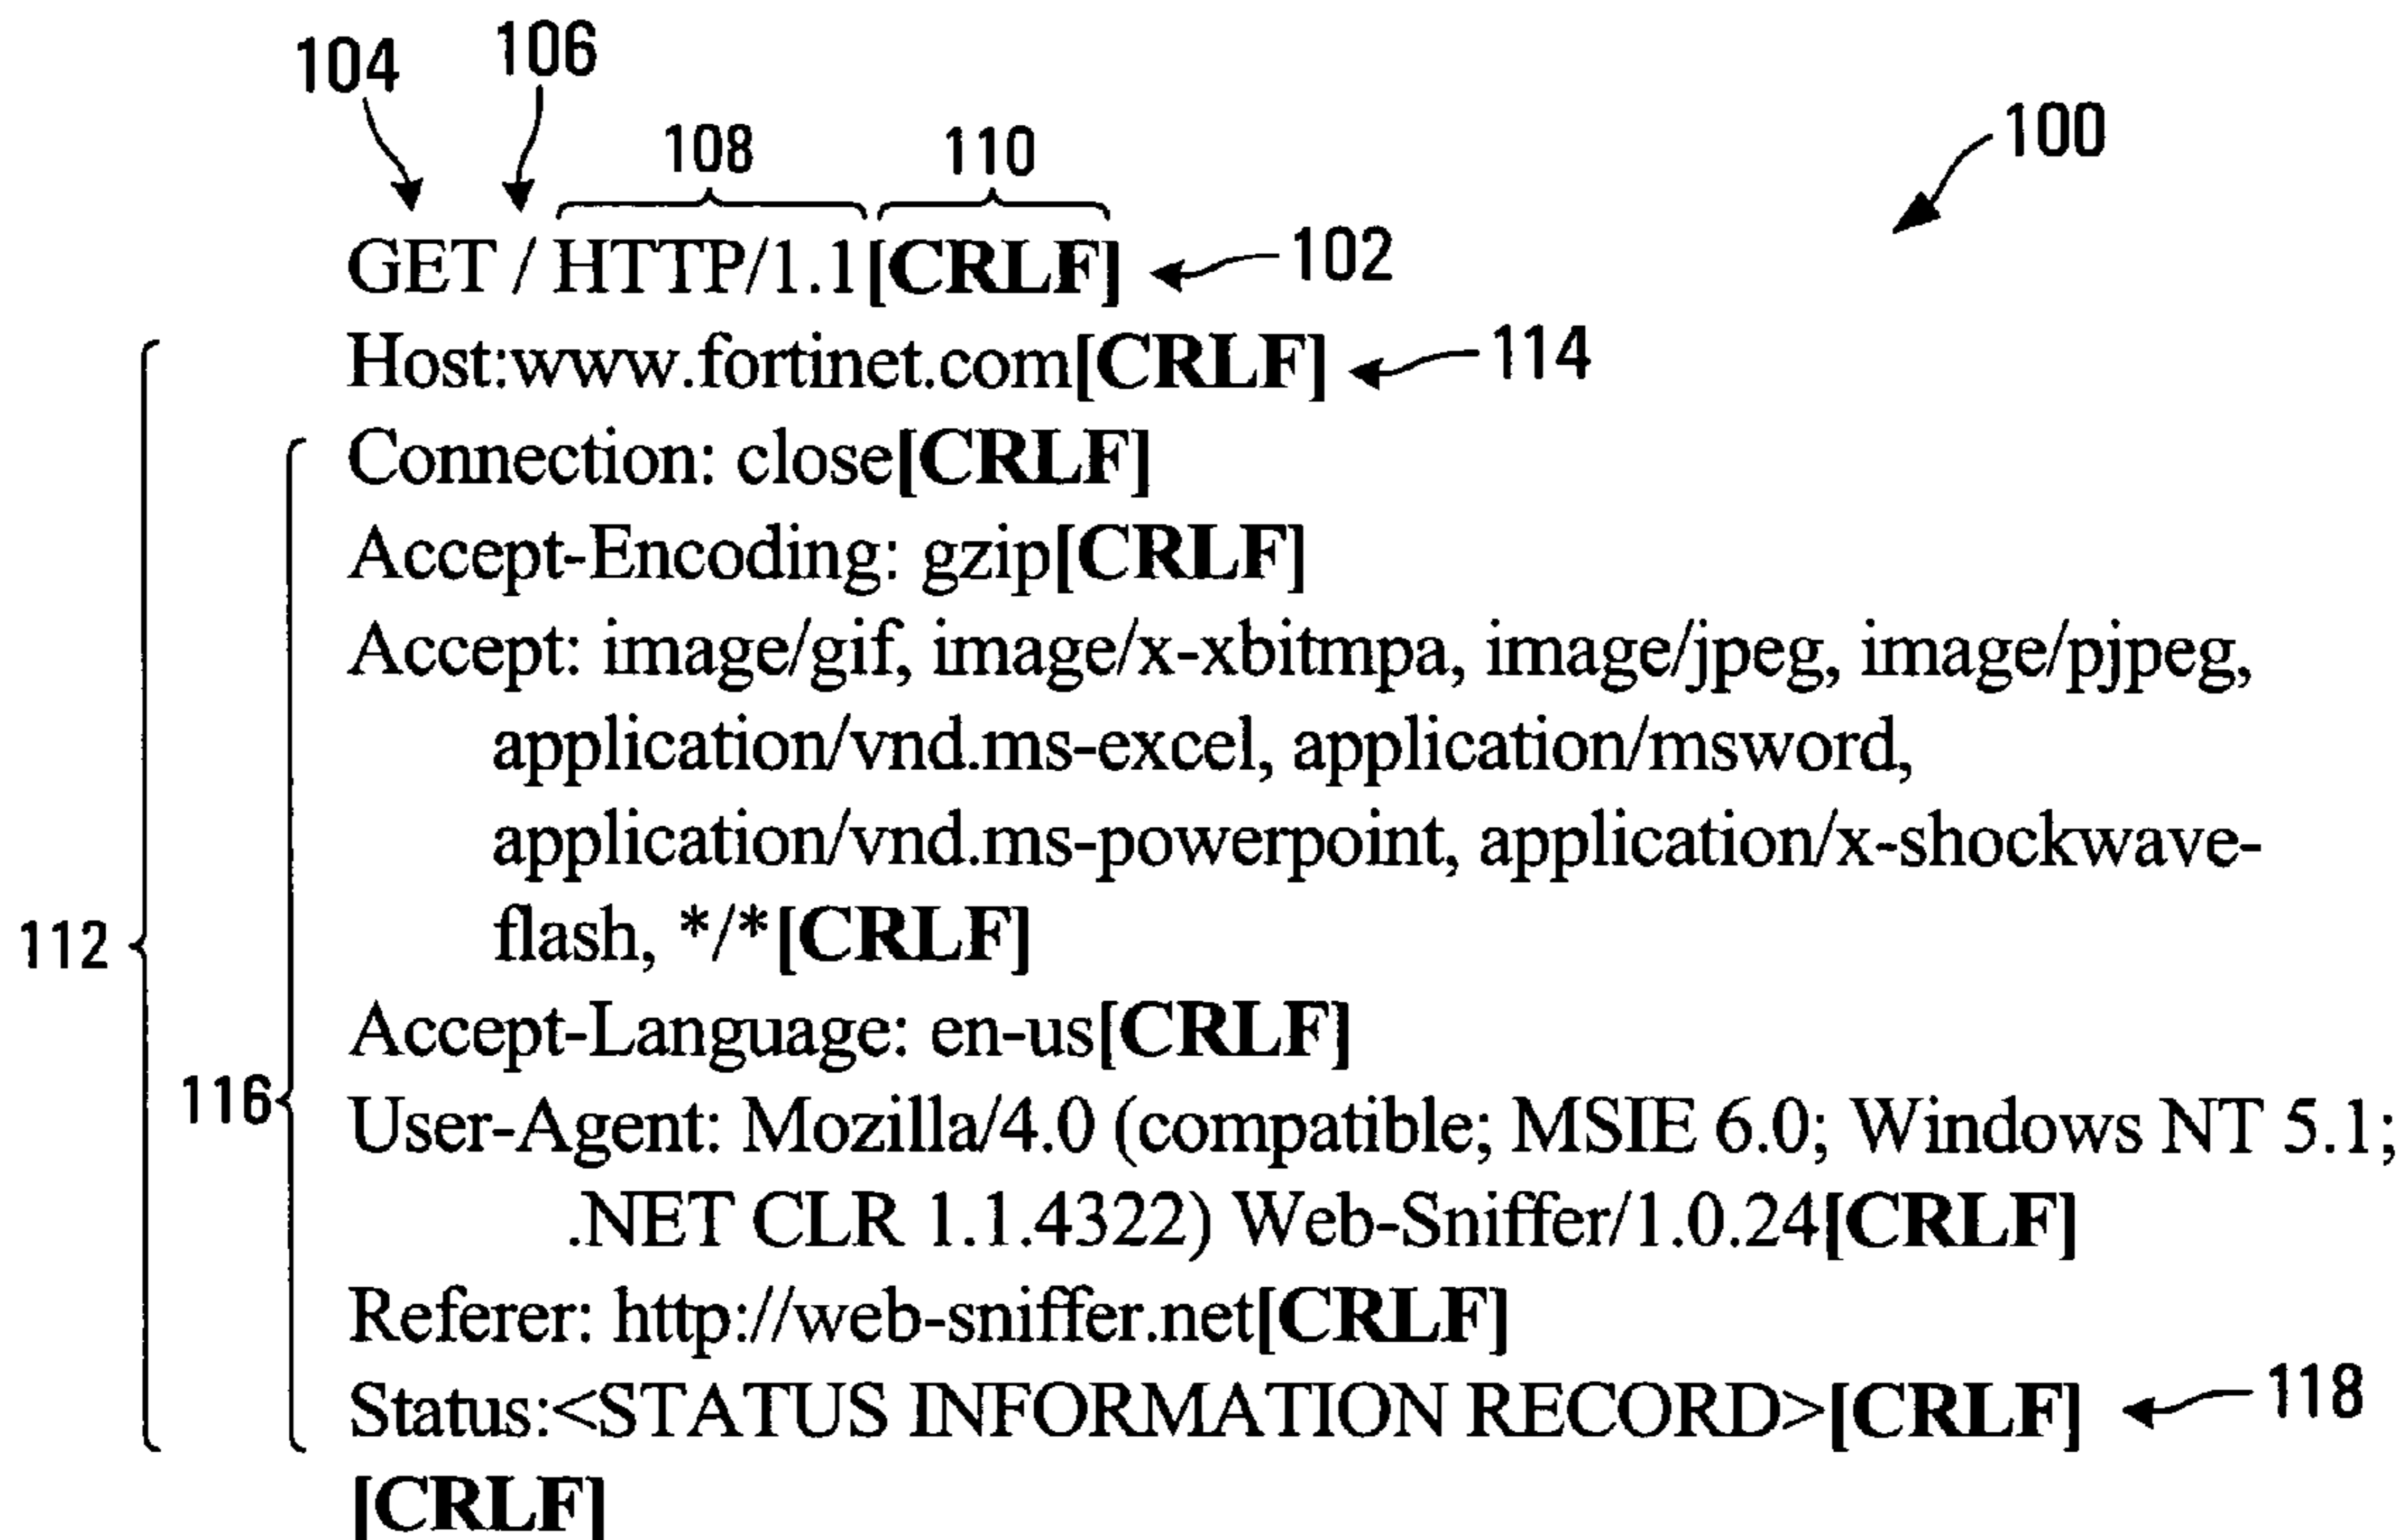 104 106
108 110 100
GET / HTTP/1.1[CRLF] 102
Host:www.fortinet.com[CRLF] 114
Connection: close[CRLF]
Accept-Encoding: gzip[CRLF]
Accept: image/gif, image/x-xbitmpa, image/jpeg, image/pjpeg,
application/vnd.ms-excel, application/msword,
application/vnd.ms-powerpoint, application/x-shockwave-
112 flash, */*[CRLF]
Accept-Language: en-us[CRLF]
116 User-Agent: Mozilla/4.0 (compatible; MSIE 6.0; Windows NT 5.1;
.NET CLR 1.1.4322) Web-Sniffer/1.0.24[CRLF]
Referer: http://web-sniffer.net[CRLF]
Status:<STATUS INFORMATION RECORD>[CRLF] 118
[CRLF]